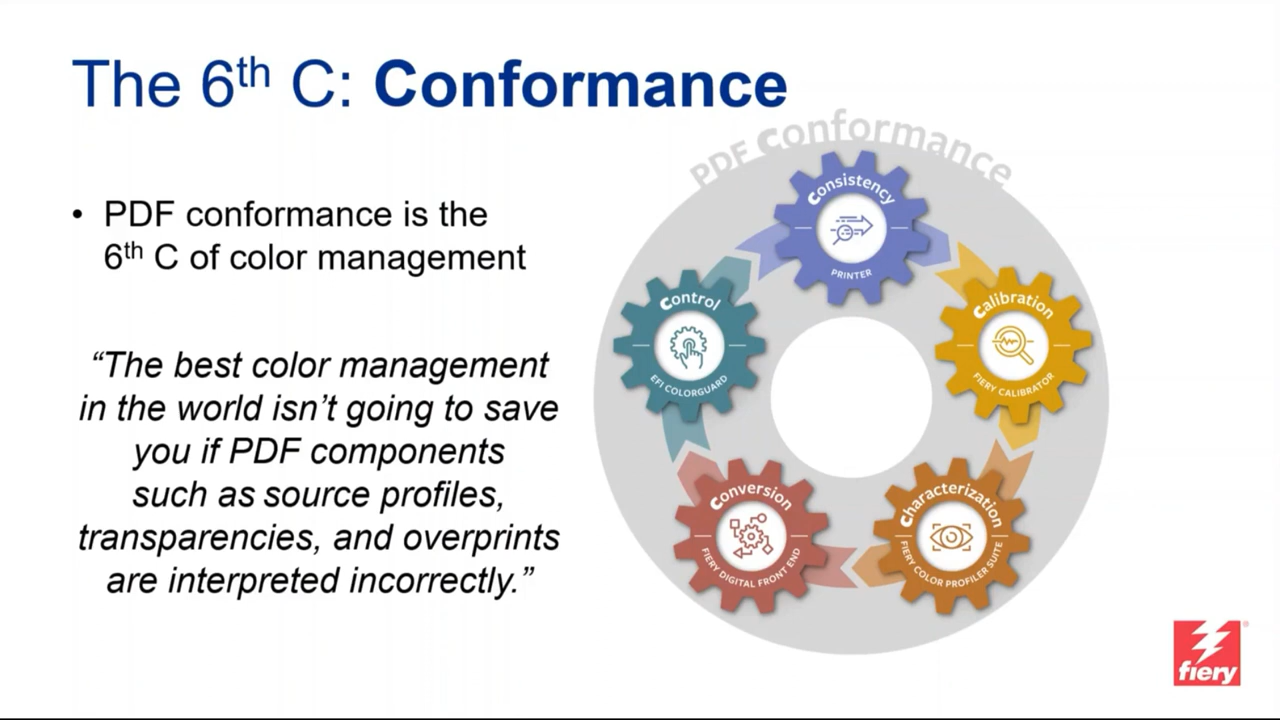 The 6th C: Conformance
• PDF conformance is the
6th C of color management
“The best color management
in the world isn’t going to save
you if PDF components
such as source profiles,
transparencies, and overprints
are interpreted incorrectly.”
PDF Conformance
Consistency
PRINTER
Calibration
FIERY CALIBRATOR
Characterization
FIERY COLOR PROFILER SUITE
Conversion
FIERY DIGITAL FRONT END
Control
EFI COLORGUARD
fiery®